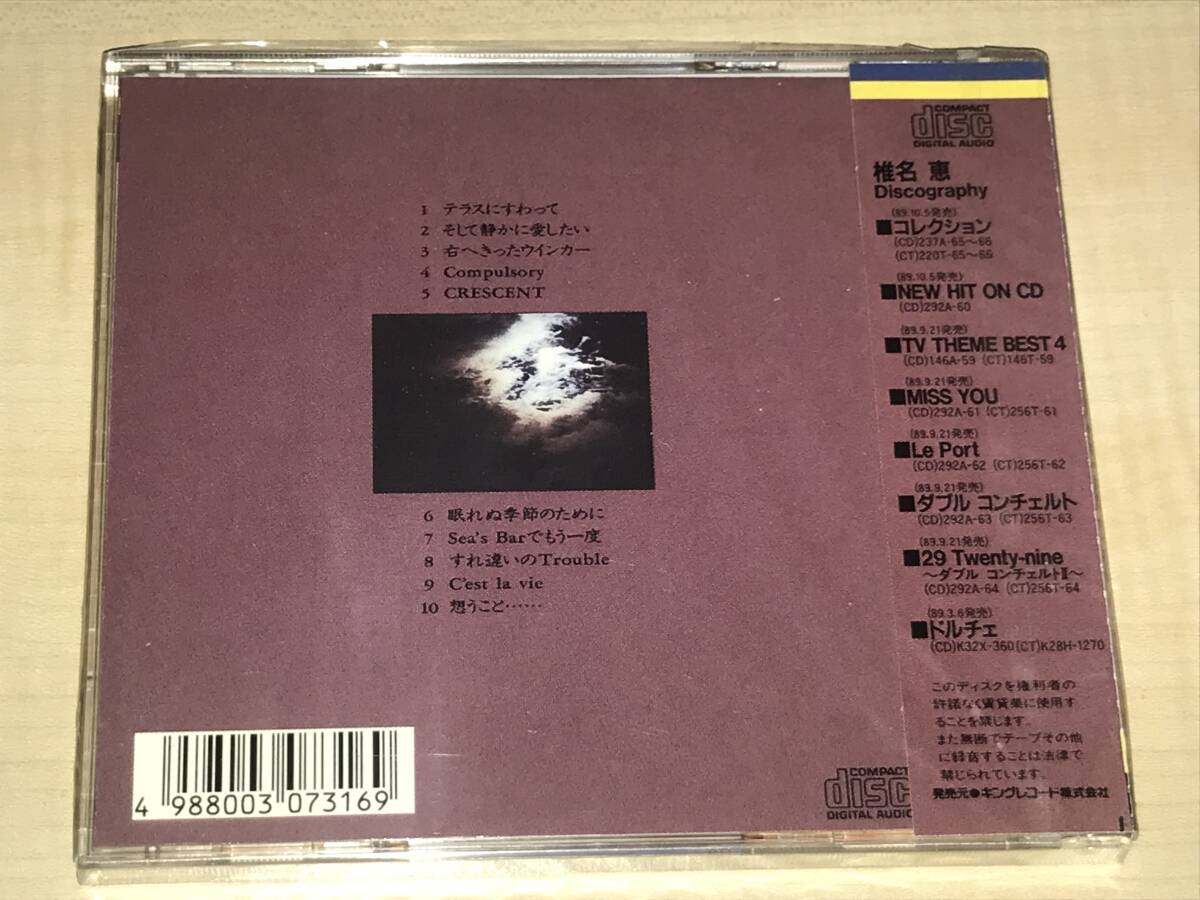 1 テラスにすわって
2 そして静かに愛したい
3 右へきったウインカー
4 Compulsory
5 CRESCENT
6 眠れぬ季節のために
7 Sea's Barでもう一度
8 すれ違いのTrouble
9 C'est la vie
10 想うこと……
4 988003 073169
COMPACT
disc
DIGITAL AUDIO
COMPACT
disc
DIGITAL AUDIO
椎名 恵
Discography
(89.10.5発売)
■コレクション
(CD)237A-65〜66
(CT)220T-65〜66
(89.10.5発売)
■NEW HIT ON CD
(CD)292A-60
(89.9.21発売)
■TV THEME BEST 4
(CD)146A-59 (CT)146T-59
(89.9.21発売)
■MISS YOU
(CD)292A-61 (CT)256T-61
(89.9.21発売)
■Le Port
(CD)292A-62 (CT)256T-62
(89.9.21発売)
■ダブル コンチェルト
(CD)292A-63 (CT)256T-63
(89.9.21発売)
■29 Twenty-nine
〜ダブル コンチェルトII〜
(CD)292A-64 (CT)256T-64
(89.3.6発売)
■ドルチェ
(CD)K32X-360(CT)K28H-1270
このディスクを権利者の
許諾なく賃貸業に使用す
ることを禁じます。
また無断でテープその他
に録音することは法律で
禁じられています。
発売元●キングレコード株式会社